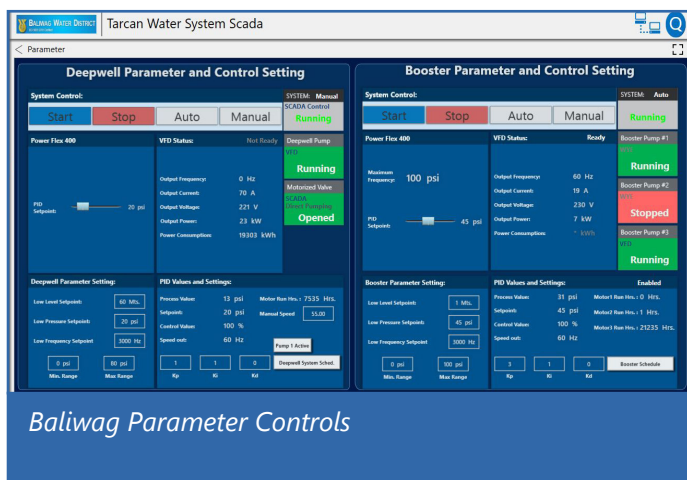 BALIWAG WATER DISTRICT
Tarcan Water System Scada
Q
< Parameter
Deepwell Parameter and Control Setting
System Control:
SYSTEM: Manual
SCADA Control
Start Stop Auto Manual Running
Power Flex 400
VFD Status: Not Ready
Deepwell Pump
VFD
Running
Output Frequency: 0 Hz
Output Current: 70 A
Output Voltage: 221 V
Output Power: 23 kW
Power Consumption: 19303 kWh
PID Setpoint: 20 psi
Motorized Valve
SCADA
Direct Pumping
Opened
Deepwell Parameter Setting:
Low Level Setpoint: 60 Mts.
Low Pressure Setpoint: 20 psi
Low Frequency Setpoint 3000 Hz
0 psi 80 psi
Min. Range Max Range
PID Values and Settings:
Process Value: 13 psi Motor Run Hrs.: 7535 Hrs.
Setpoint: 20 psi Manual Speed 55.00
Control Value: 100 %
Speed out: 60 Hz
Pump 1 Active
1 1 0 Deepwell System Sched.
Kp Ki Kd
Booster Parameter and Control Setting
System Control:
SYSTEM: Auto
Start Stop Auto Manual Running
Power Flex 400
Maximum Frequency: 100 psi
PID Setpoint: 45 psi
VFD Status: Ready
Output Frequency: 60 Hz
Output Current: 19 A
Output Voltage: 230 V
Output Power: 7 kW
Power Consumption: * kWh
Booster Pump #1
VFD
Running
Booster Pump #2
Stopped
Booster Pump #3
VFD
Running
Booster Parameter Setting:
Low Level Setpoint: 1 Mts.
Low Pressure Setpoint: 45 psi
Low Frequency Setpoint: 3000 Hz
0 psi 100 psi
Min. Range Max Range
PID Values and Settings: Enabled
Process Value: 31 psi Motor1 Run Hrs.: 0 Hrs.
Setpoint: 45 psi Motor2 Run Hrs.: 1 Hrs.
Control Value: 100 % Motor3 Run Hrs.: 21235 Hrs.
Speed out: 60 Hz
3 1 0 Booster Schedule
Kp Ki Kd
Baliwag Parameter Controls